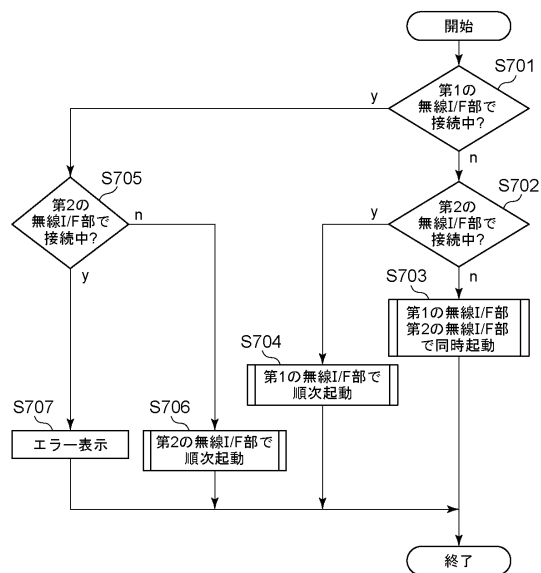 開始
S701
第1の
無線I/F部で
接続中?
y
n
S705
第2の
無線I/F部で
接続中?
n
y
S702
第2の
無線I/F部で
接続中?
y
n
S703
第1の無線I/F部
第2の無線I/F部
で同時起動
S704
第1の無線I/F部で
順次起動
S707
エラー表示
S706
第2の無線I/F部で
順次起動
終了